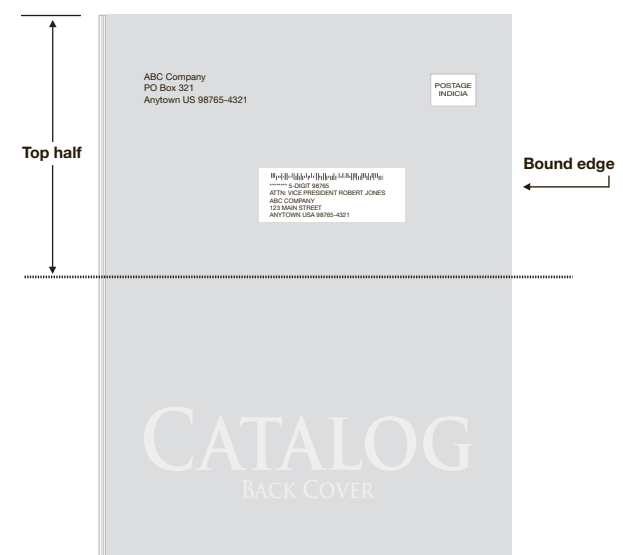 ABC Company
PO Box 321
Anytown US 98765-4321
POSTAGE
INDICIA
Top half
Bound edge
******** 5-DIGIT 98765
ATTN: VICE PRESIDENT ROBERT JONES
ABC COMPANY
123 MAIN STREET
ANYTOWN USA 98765-4321
CATALOG
BACK COVER